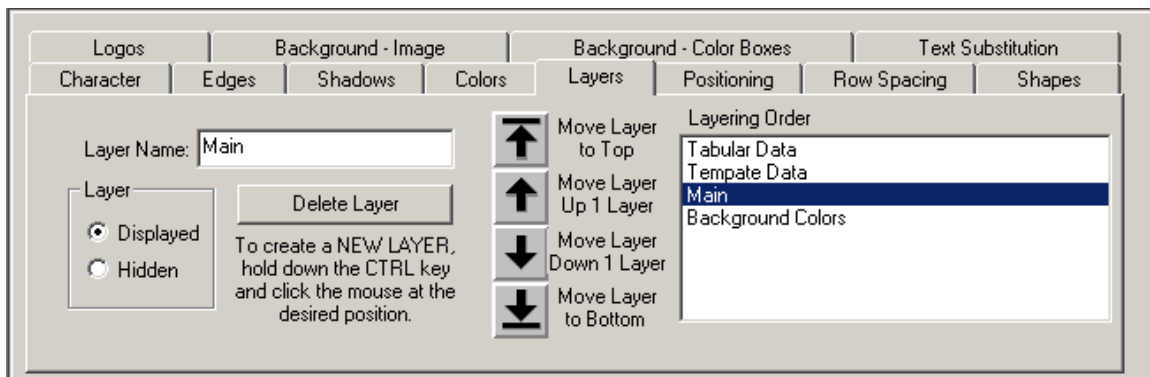 Logos Background - Image Background - Color Boxes Text Substitution
Character Edges Shadows Colors Layers Positioning Row Spacing Shapes
Layer Name: Main
Layer
Displayed
Hidden
Delete Layer
To create a NEW LAYER,
hold down the CTRL key
and click the mouse at the
desired position.
Move Layer
to Top
Move Layer
Up 1 Layer
Move Layer
Down 1 Layer
Move Layer
to Bottom
Layering Order
Tabular Data
Tempate Data
Main
Background Colors